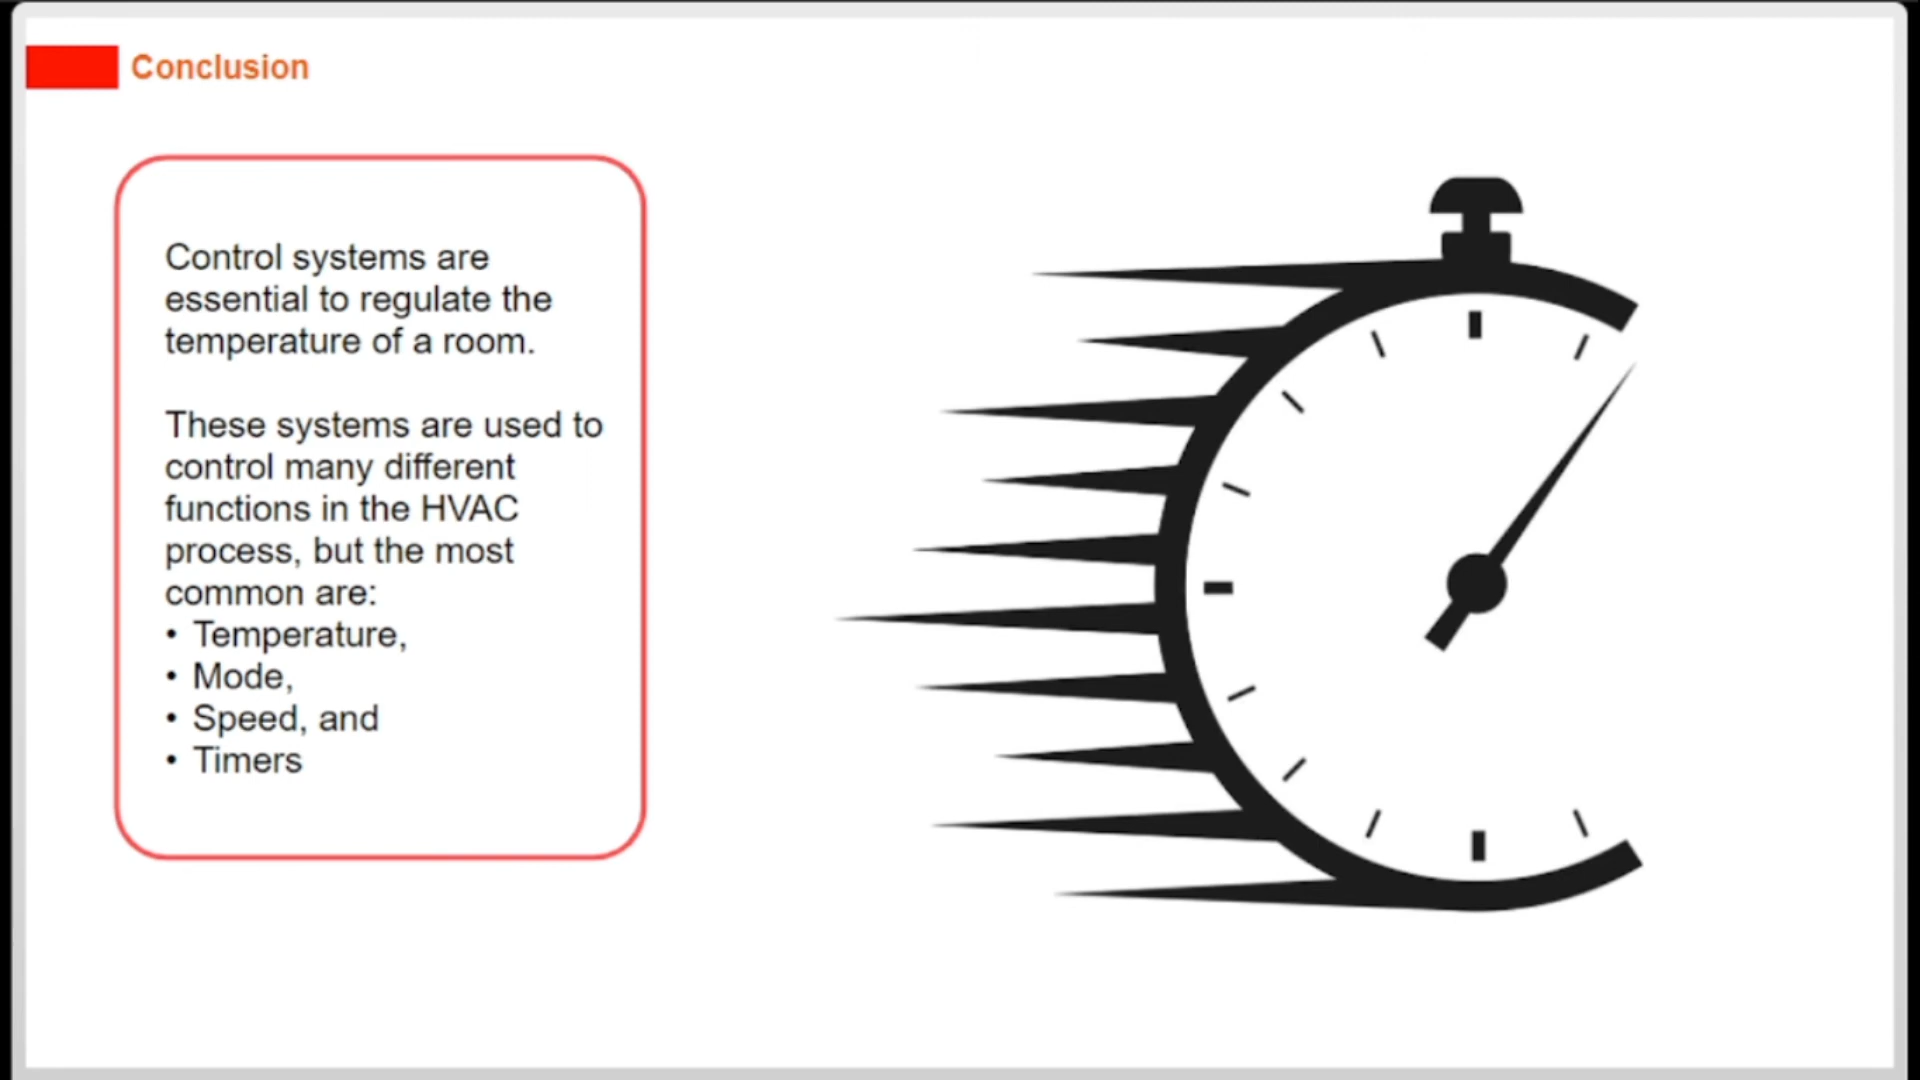 Conclusion
Control systems are
essential to regulate the
temperature of a room.
These systems are used to
control many different
functions in the HVAC
process, but the most
common are:
• Temperature,
• Mode,
• Speed, and
• Timers